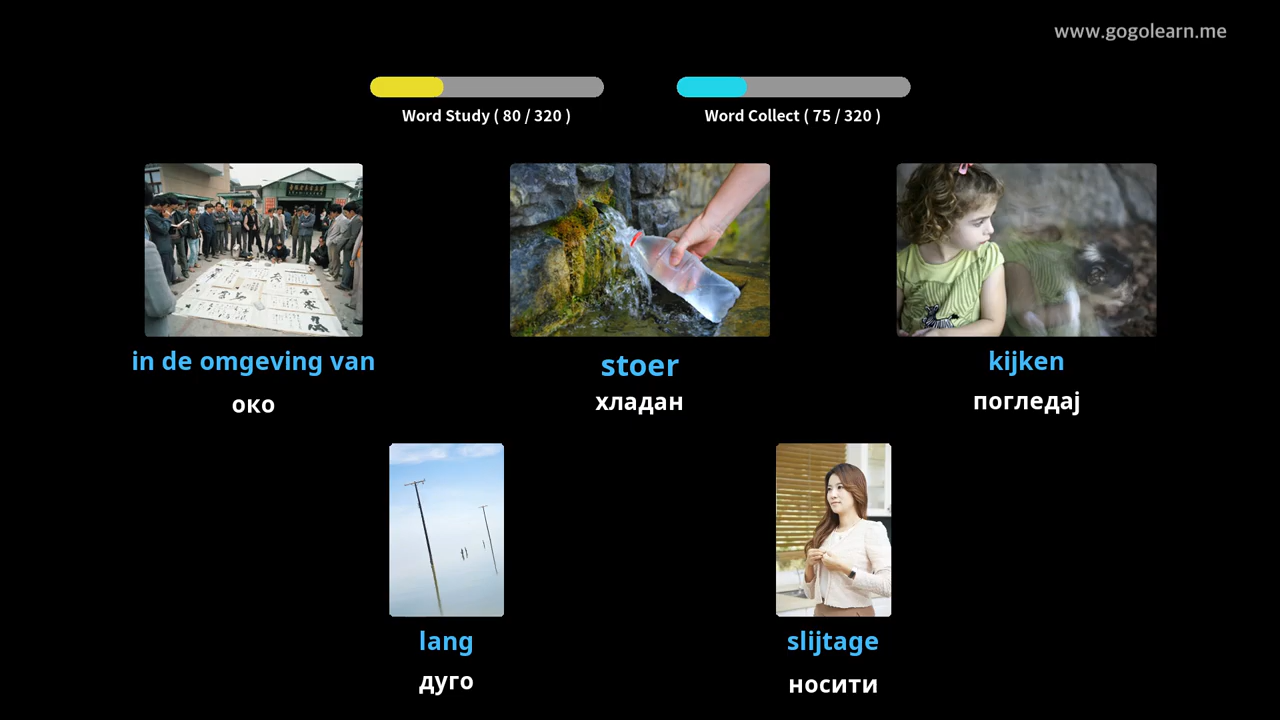 www.gogolearn.me
Word Study ( 80 / 320 )
Word Collect ( 75 / 320 )
in de omgeving van
око
stoer
хладан
kijken
погледај
lang
дуго
slijtage
носити